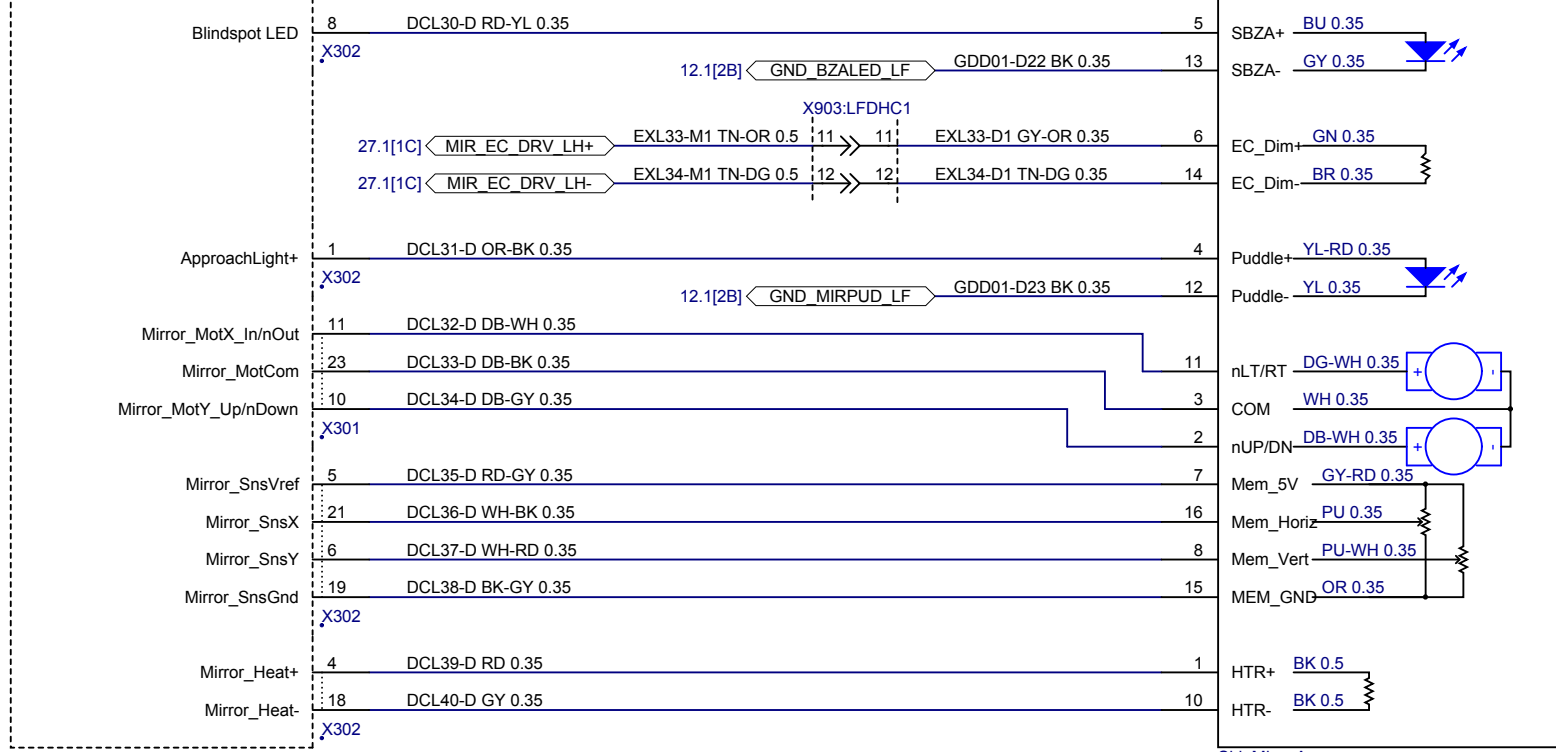 Blindspot LED 8 DCL30-D RD-YL 0.35 5 SBZA+ BU 0.35
X302
12.1[2B] GND_BZALED_LF GDD01-D22 BK 0.35 13 SBZA- GY 0.35
X903:LFDHC1
27.1[1C] MIR_EC_DRV_LH+ EXL33-M1 TN-OR 0.5 11 11 EXL33-D1 GY-OR 0.35 6 EC_Dim+ GN 0.35
27.1[1C] MIR_EC_DRV_LH- EXL34-M1 TN-DG 0.5 12 12 EXL34-D1 TN-DG 0.35 14 EC_Dim- BR 0.35
ApproachLight+ 1 DCL31-D OR-BK 0.35 4 Puddle+ YL-RD 0.35
X302
12.1[2B] GND_MIRPUD_LF GDD01-D23 BK 0.35 12 Puddle- YL 0.35
Mirror_MotX_In/nOut 11 DCL32-D DB-WH 0.35
Mirror_MotCom 23 DCL33-D DB-BK 0.35 11 nLT/RT DG-WH 0.35 + -
Mirror_MotY_Up/nDown 10 DCL34-D DB-GY 0.35 3 COM WH 0.35
X301
2 nUP/DN DB-WH 0.35 + -
Mirror_SnsVref 5 DCL35-D RD-GY 0.35 7 Mem_5V GY-RD 0.35
Mirror_SnsX 21 DCL36-D WH-BK 0.35 16 Mem_Horiz PU 0.35
Mirror_SnsY 6 DCL37-D WH-RD 0.35 8 Mem_Vert PU-WH 0.35
Mirror_SnsGnd 19 DCL38-D BK-GY 0.35 15 MEM_GND OR 0.35
X302
Mirror_Heat+ 4 DCL39-D RD 0.35 1 HTR+ BK 0.5
Mirror_Heat- 18 DCL40-D GY 0.35 10 HTR- BK 0.5
X302